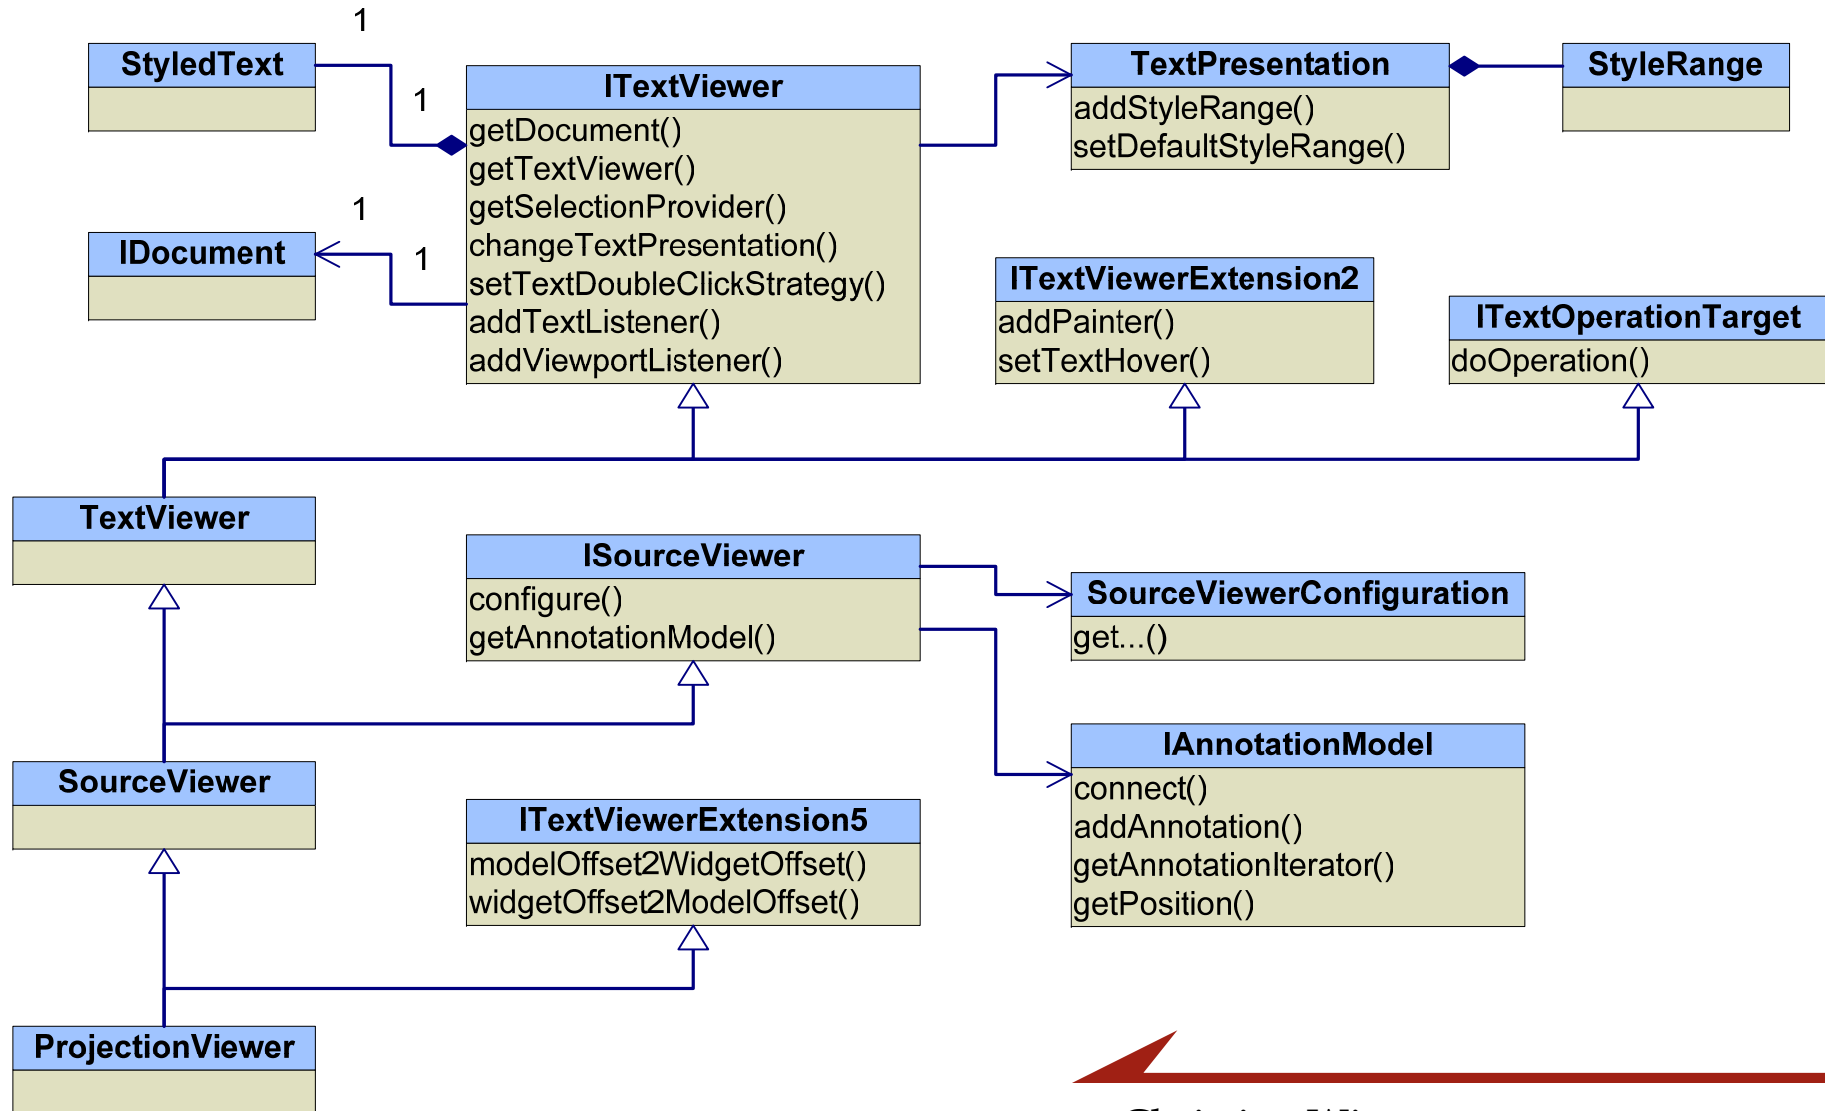 1
StyledText
1
ITextViewer
getDocument()
getTextViewer()
getSelectionProvider()
changeTextPresentation()
setTextDoubleClickStrategy()
addTextListener()
addViewportListener()
TextPresentation
addStyleRange()
setDefaultStyleRange()
StyleRange
1
IDocument
1
ITextViewerExtension2
addPainter()
setTextHover()
ITextOperationTarget
doOperation()
TextViewer
ISourceViewer
configure()
getAnnotationModel()
SourceViewerConfiguration
get...()
IAnnotationModel
connect()
addAnnotation()
getAnnotationIterator()
getPosition()
SourceViewer
ITextViewerExtension5
modelOffset2WidgetOffset()
widgetOffset2ModelOffset()
ProjectionViewer